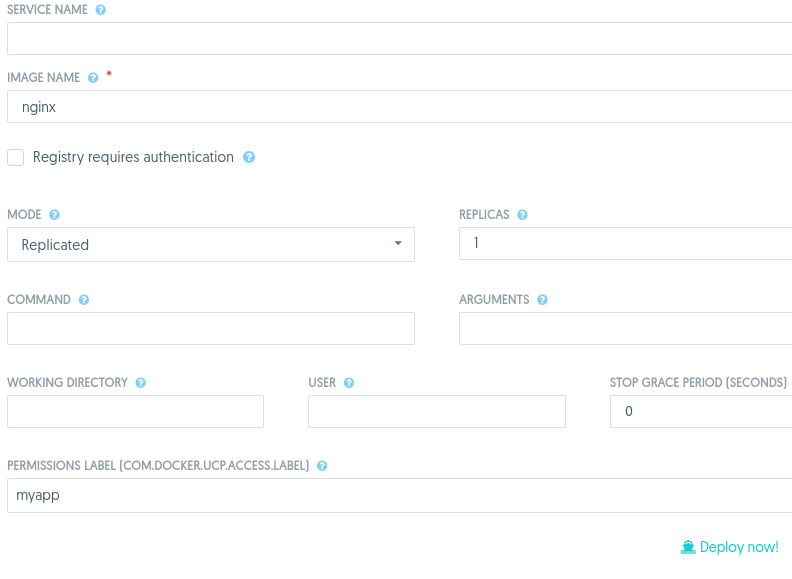 SERVICE NAME
IMAGE NAME
nginx
Registry requires authentication
MODE
REPLICAS
Replicated
1
COMMAND
ARGUMENTS
WORKING DIRECTORY
USER
STOP GRACE PERIOD (SECONDS)
0
PERMISSIONS LABEL (COM.DOCKER.UCP.ACCESS.LABEL)
myapp
Deploy now!